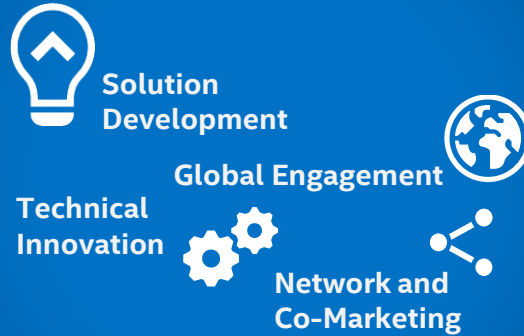 Solution
Development
Global Engagement
Technical
Innovation
Network and
Co-Marketing